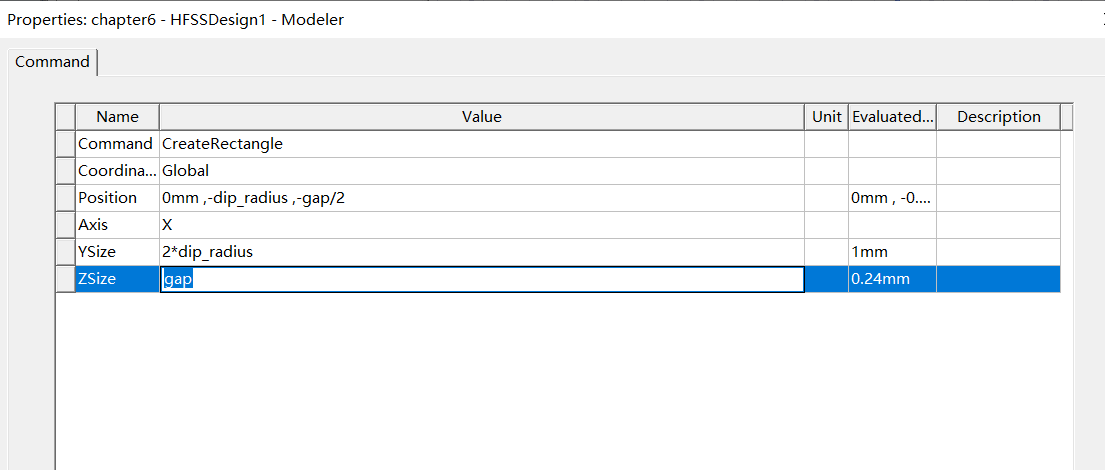 Properties: chapter6 - HFSSDesign1 - Modeler
Command
Name Value Unit Evaluated... Description
Command CreateRectangle
Coordina... Global
Position 0mm ,-dip_radius ,-gap/2 0mm , -0....
Axis X
YSize 2*dip_radius 1mm
ZSize gap 0.24mm